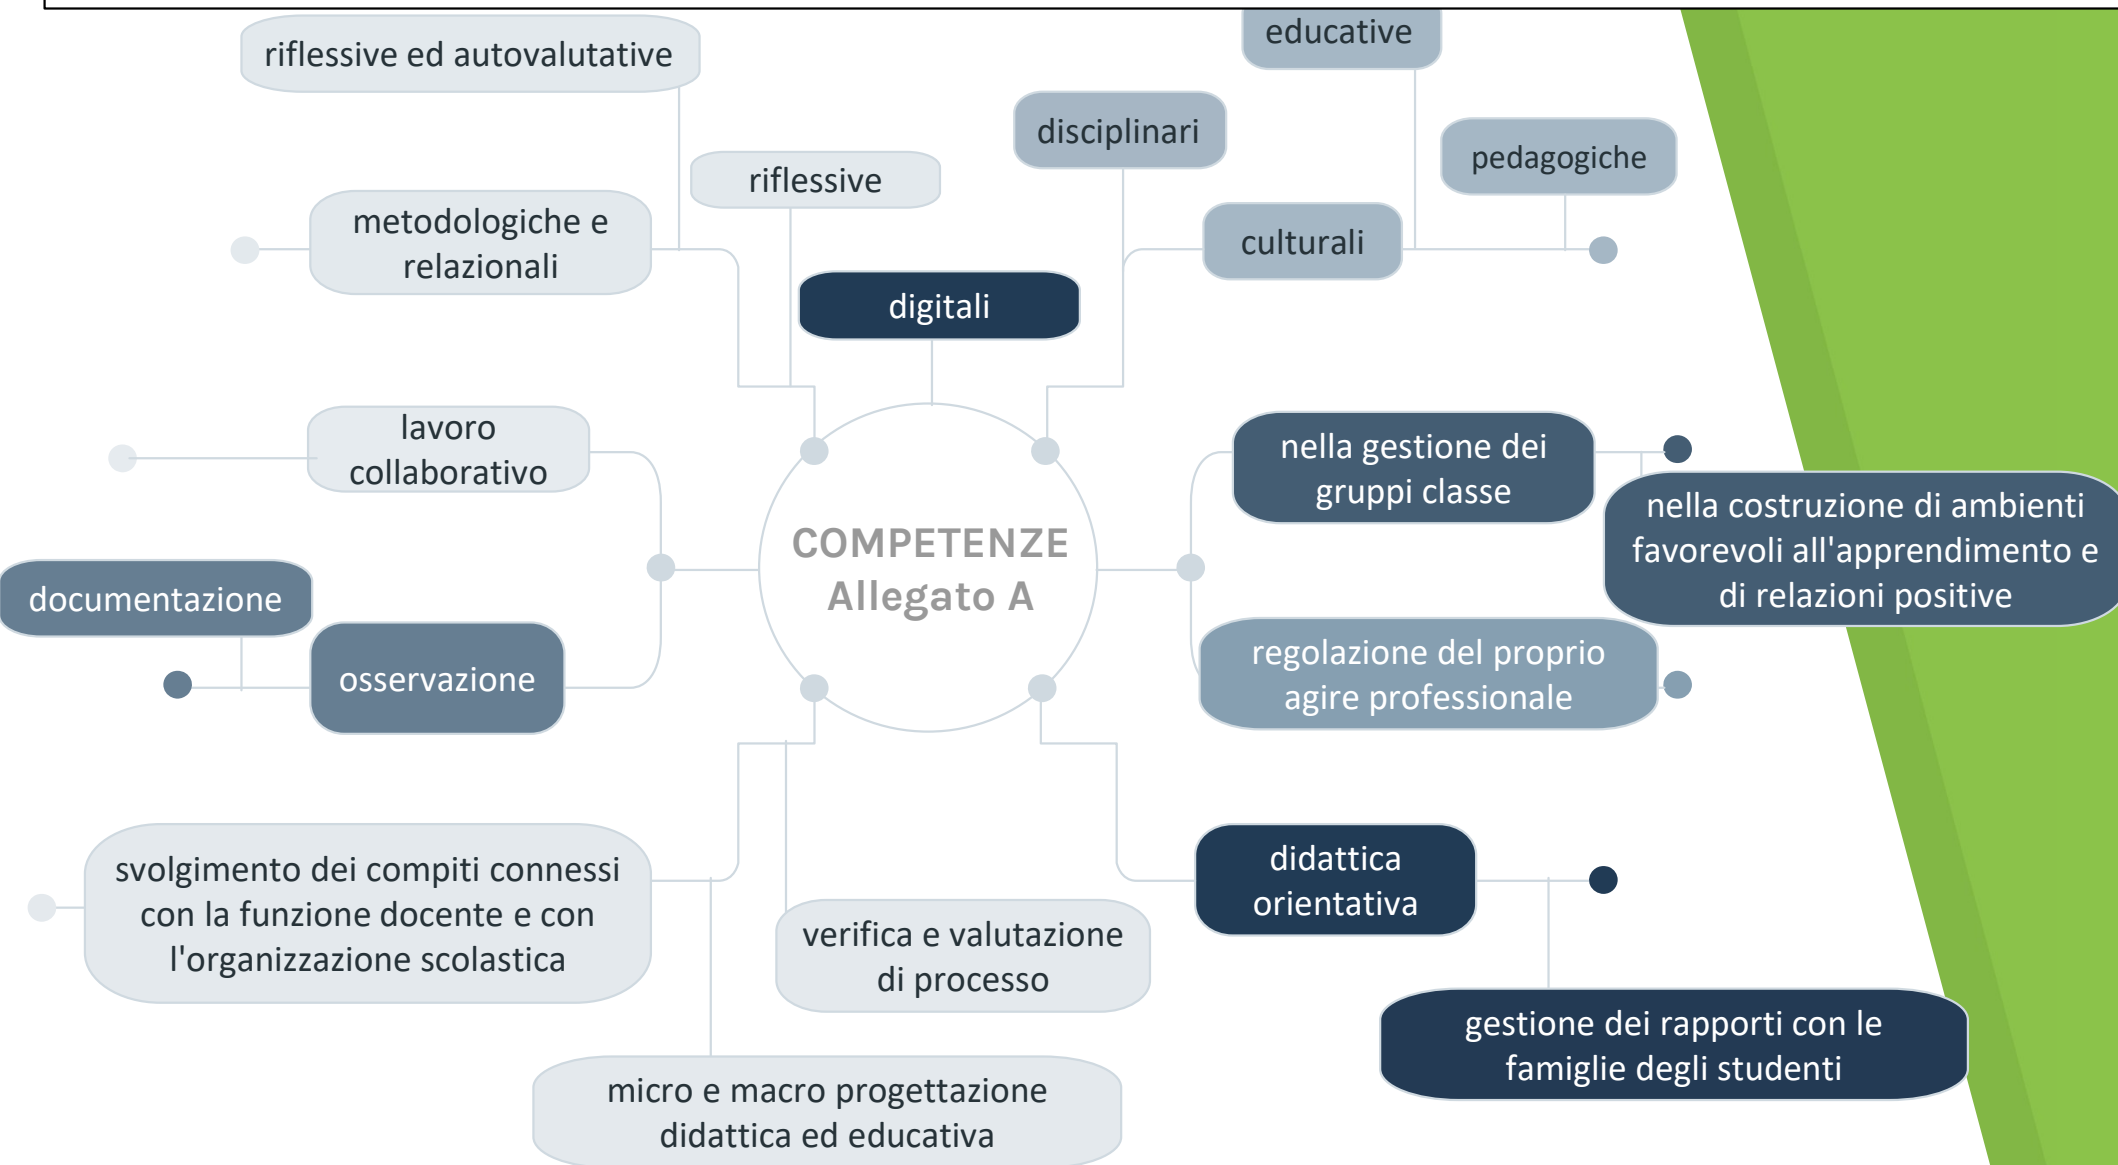 educative
riflessive ed autovalutative
disciplinari
pedagogiche
riflessive
metodologiche e
relazionali
culturali
digitali
lavoro
collaborativo
nella gestione dei
gruppi classe
nella costruzione di ambienti
favorevoli all'apprendimento e
di relazioni positive
COMPETENZE
Allegato A
documentazione
osservazione
regolazione del proprio
agire professionale
svolgimento dei compiti connessi
con la funzione docente e con
l'organizzazione scolastica
didattica
orientativa
verifica e valutazione
di processo
gestione dei rapporti con le
famiglie degli studenti
micro e macro progettazione
didattica ed educativa